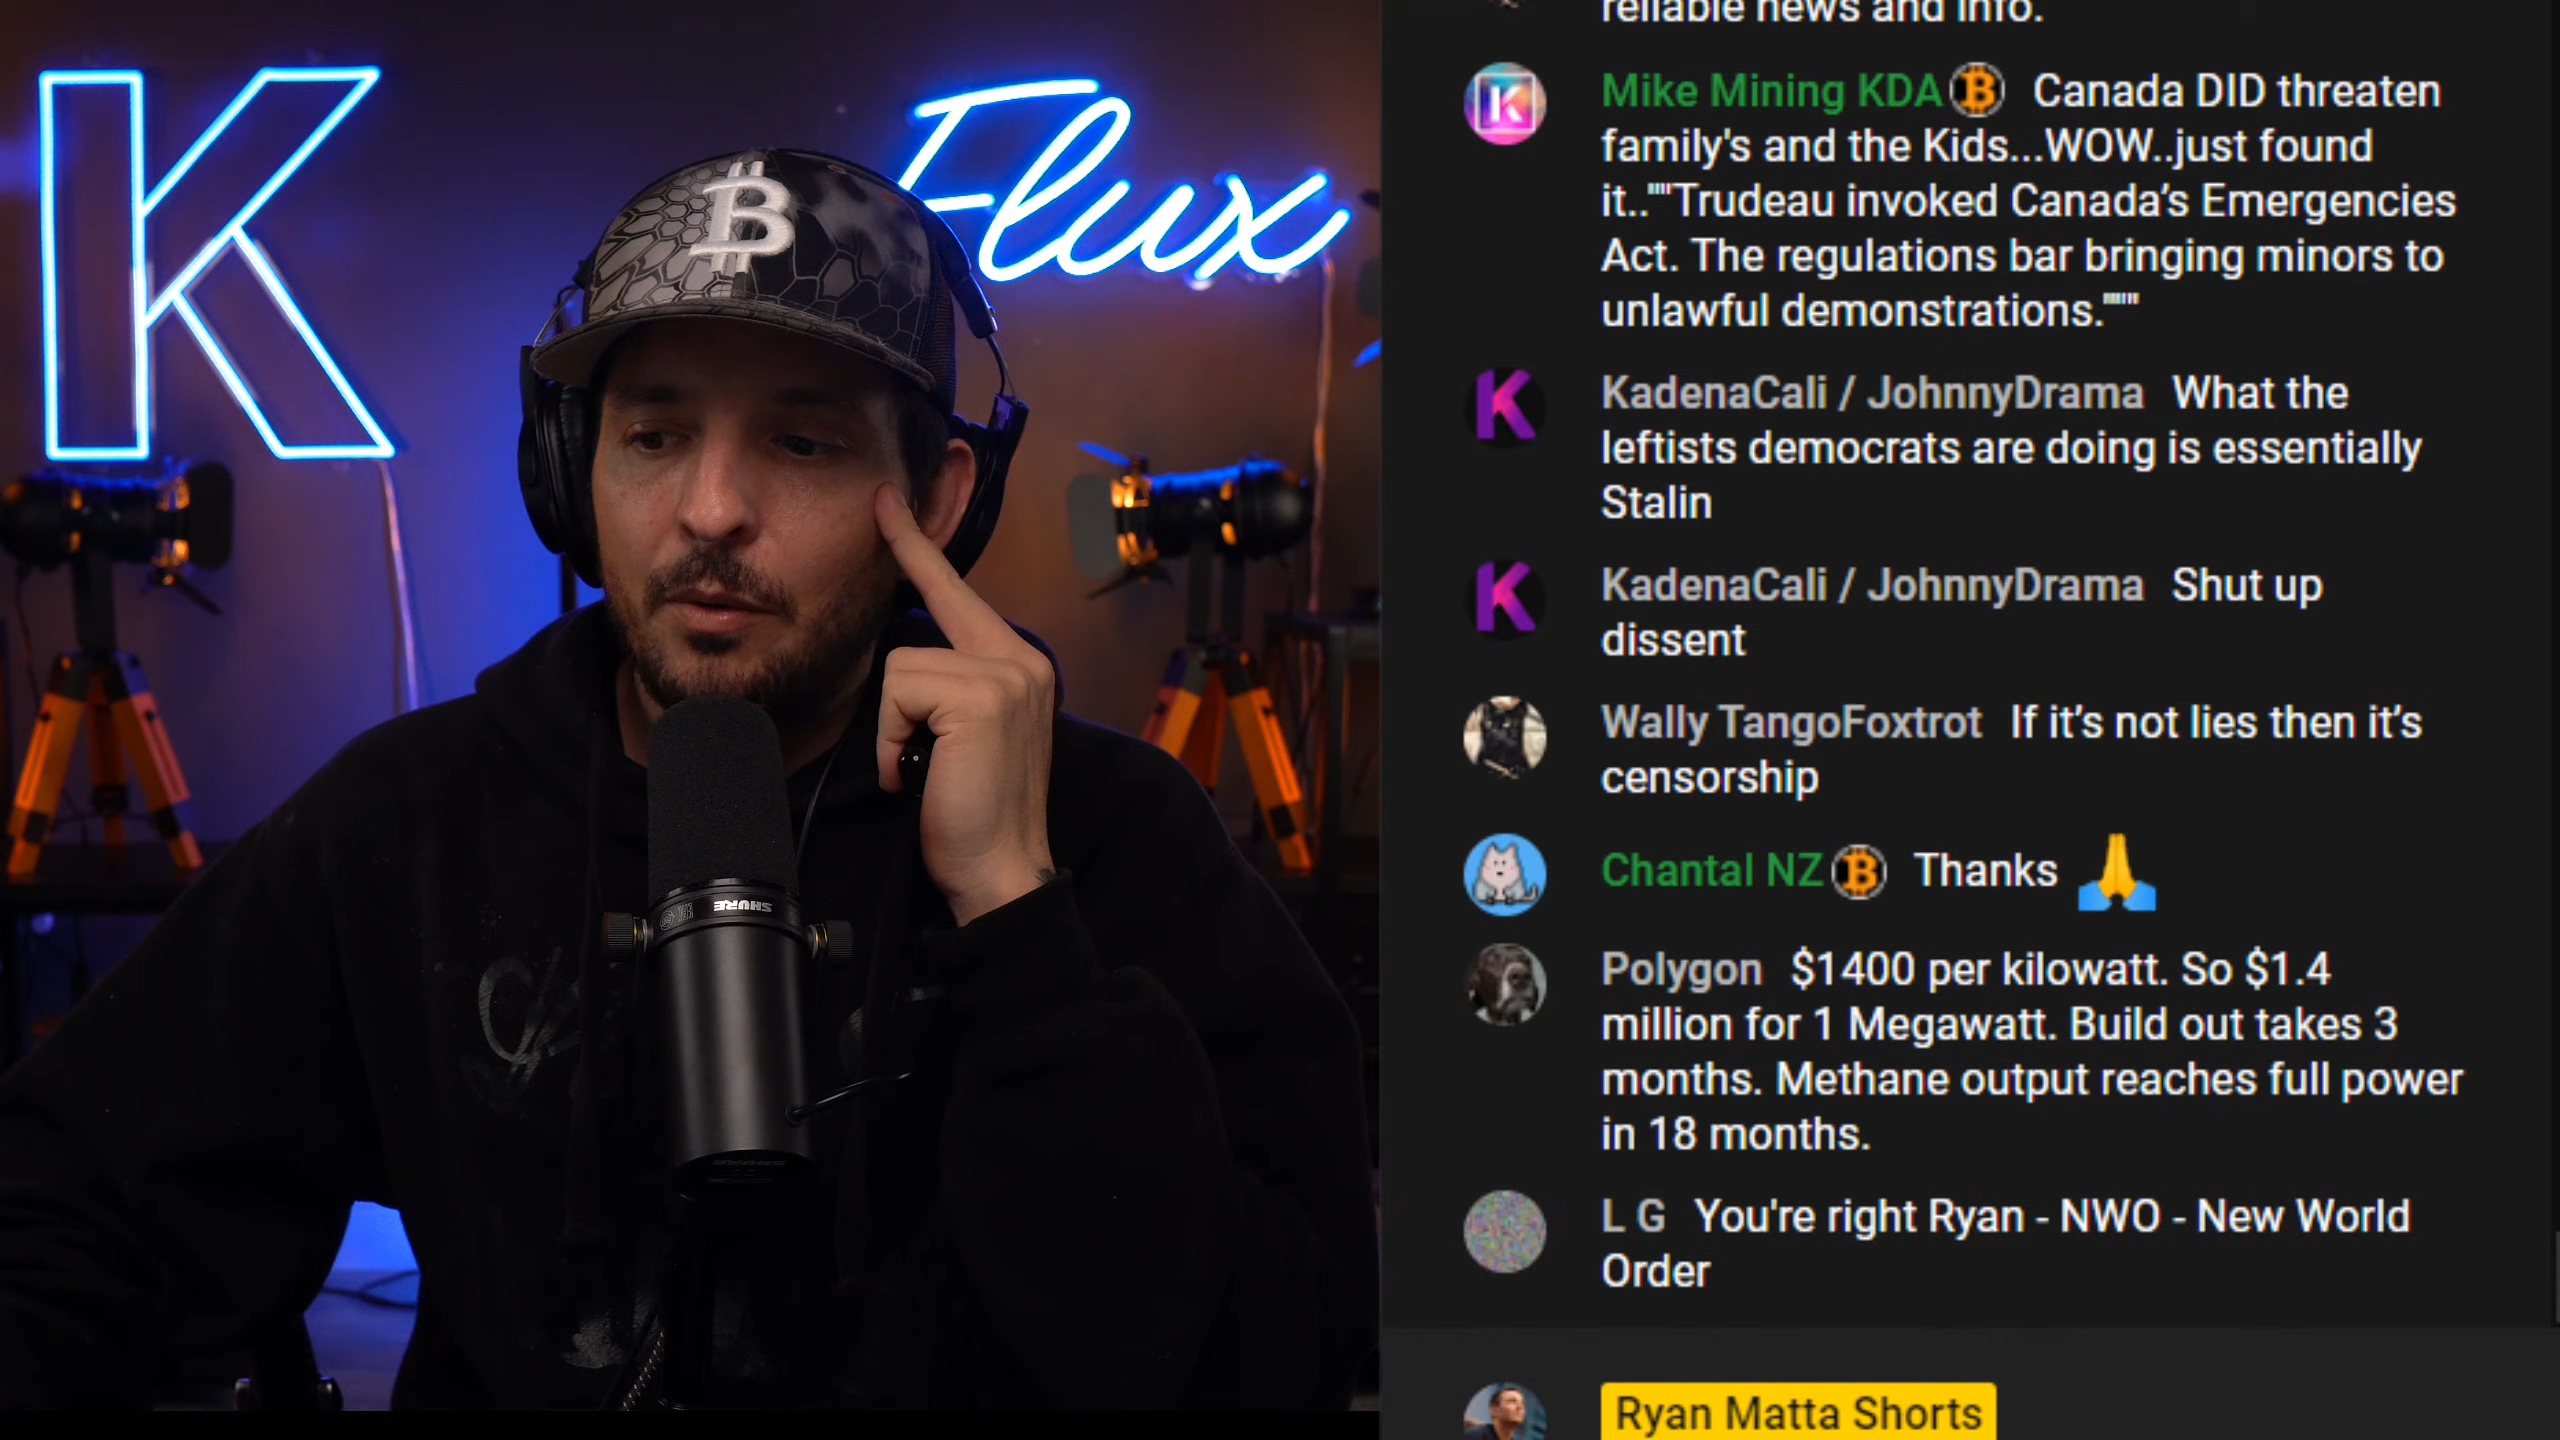 K
Flux
B
SHURE
reliable news and info.
Mike Mining KDA Canada DID threaten
family's and the Kids...WOW..just found
it..""Trudeau invoked Canada’s Emergencies
Act. The regulations bar bringing minors to
unlawful demonstrations."""
KadenaCali / JohnnyDrama What the
leftists democrats are doing is essentially
Stalin
KadenaCali / JohnnyDrama Shut up
dissent
Wally TangoFoxtrot If it’s not lies then it’s
censorship
Chantal NZ Thanks 🙏
Polygon $1400 per kilowatt. So $1.4
million for 1 Megawatt. Build out takes 3
months. Methane output reaches full power
in 18 months.
L G You're right Ryan - NWO - New World
Order
Ryan Matta Shorts